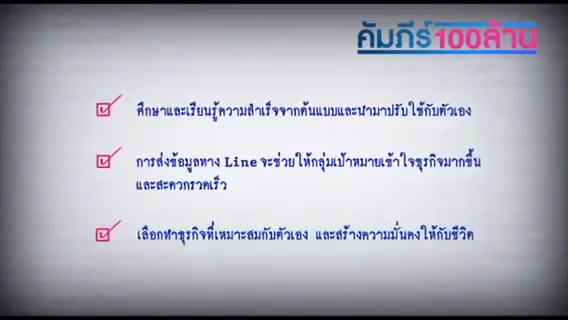 คัมภีร์100ล้าน
ศึกษาและเรียนรู้ความสำเร็จจากต้นแบบและนำมาปรับใช้กับตัวเอง
การส่งข้อมูลทาง Line จะช่วยให้กลุ่มเป้าหมายเข้าใจธุรกิจมากขึ้น
และสะดวกรวดเร็ว
เลือกทำธุรกิจที่เหมาะสมกับตัวเอง และสร้างความมั่นคงให้กับชีวิต